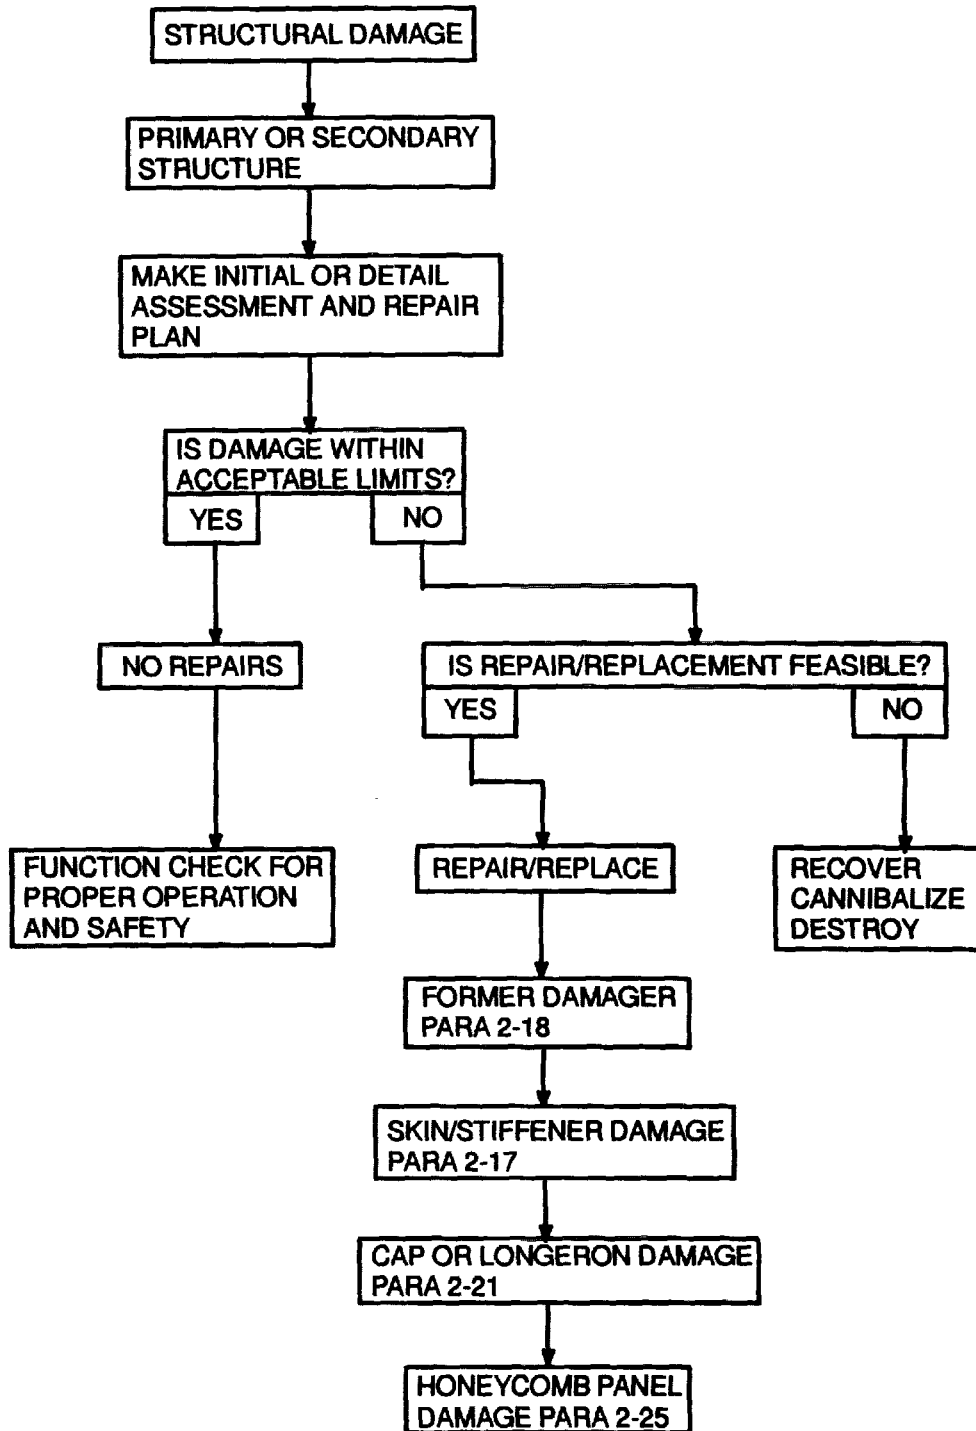 STRUCTURAL DAMAGE
PRIMARY OR SECONDARY
STRUCTURE
MAKE INITIAL OR DETAIL
ASSESSMENT AND REPAIR
PLAN
IS DAMAGE WITHIN
ACCEPTABLE LIMITS?
YES
NO
NO REPAIRS
IS REPAIR/REPLACEMENT FEASIBLE?
YES
NO
FUNCTION CHECK FOR
PROPER OPERATION
AND SAFETY
REPAIR/REPLACE
RECOVER
CANNIBALIZE
DESTROY
FORMER DAMAGER
PARA 2-18
SKIN/STIFFENER DAMAGE
PARA 2-17
CAP OR LONGERON DAMAGE
PARA 2-21
HONEYCOMB PANEL
DAMAGE PARA 2-25